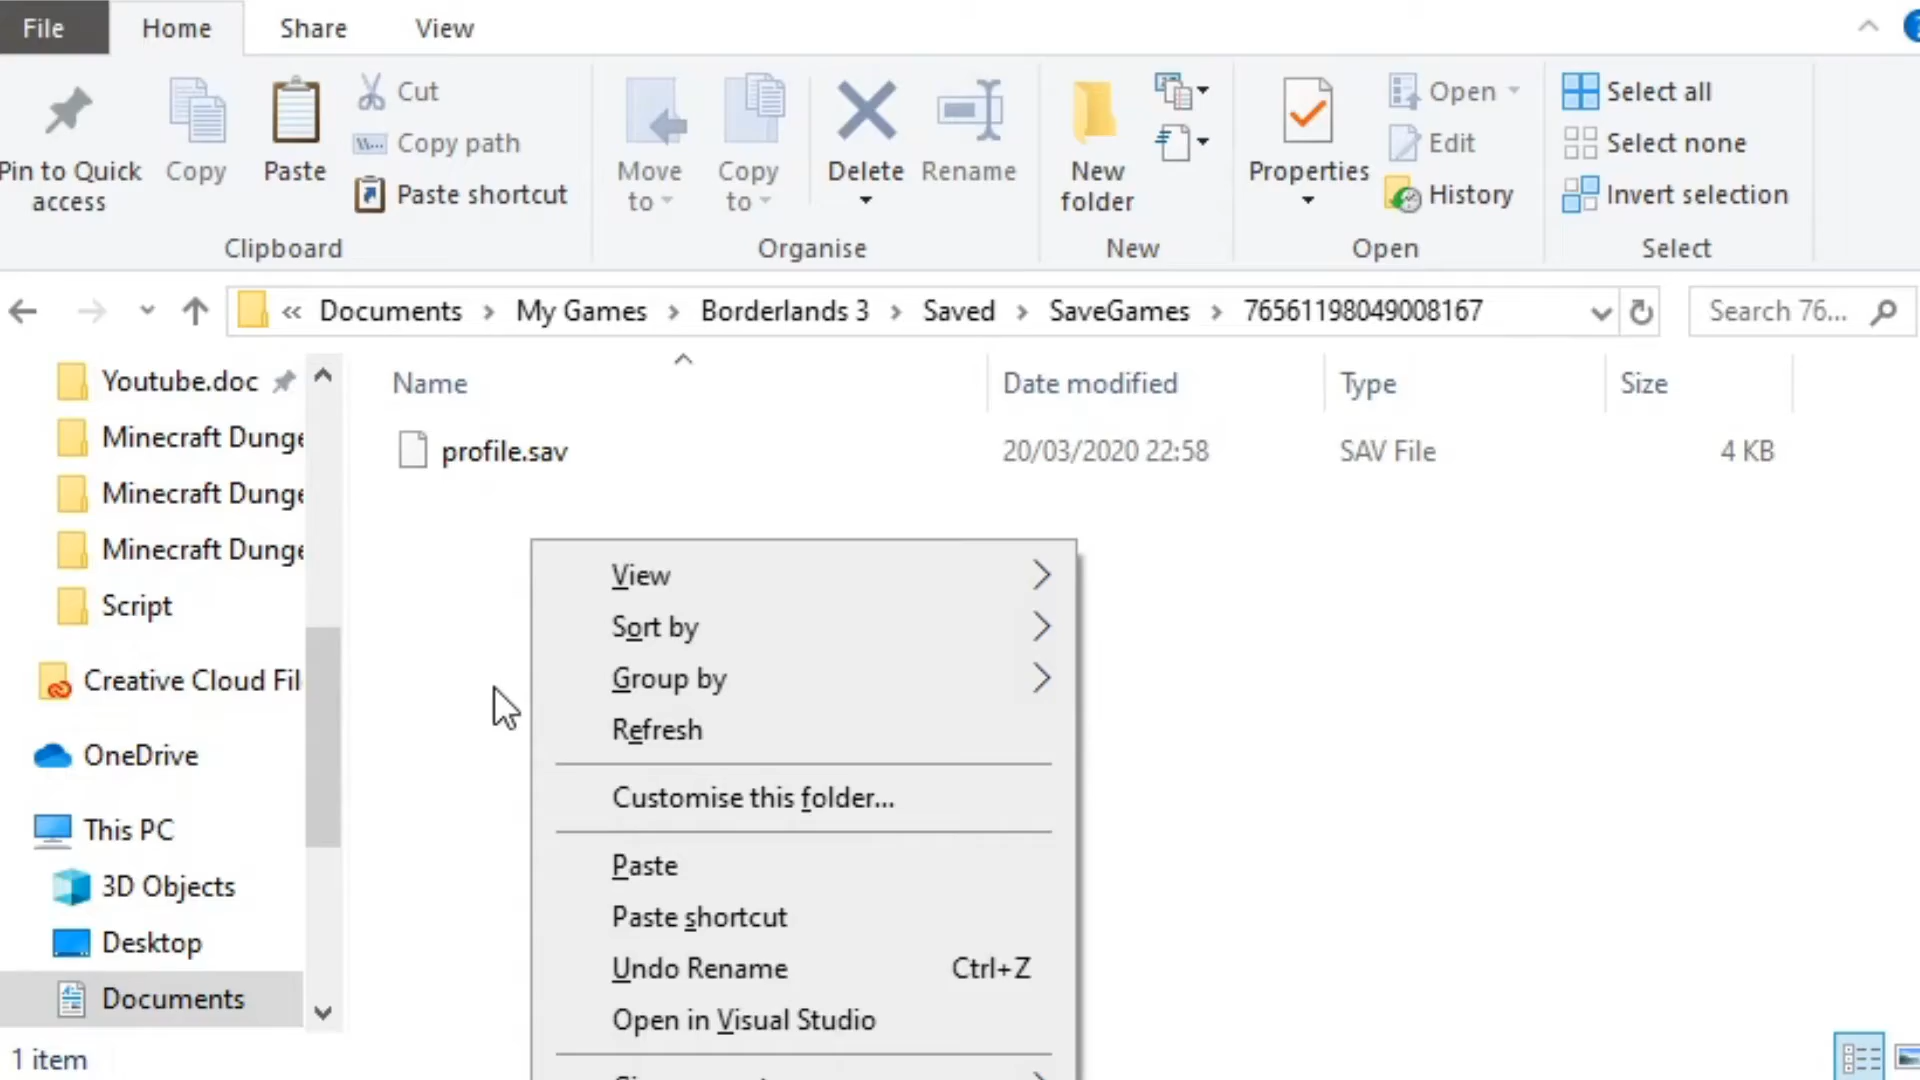 File
Home
Share
View
Pin to Quick
access
Copy
Paste
Cut
Copy path
Paste shortcut
Clipboard
Move
to
Copy
to
Delete
Rename
Organise
New
folder
New
Properties
Open
Edit
History
Open
Select all
Select none
Invert selection
Select
« Documents > My Games > Borderlands 3 > Saved > SaveGames > 76561198049008167
Search 76...
Name
Date modified
Type
Size
profile.sav
20/03/2020 22:58
SAV File
4 KB
Youtube.doc
Minecraft Dunge
Minecraft Dunge
Minecraft Dunge
Script
Creative Cloud Fil
OneDrive
This PC
3D Objects
Desktop
Documents
View
Sort by
Group by
Refresh
Customise this folder...
Paste
Paste shortcut
Undo Rename Ctrl+Z
Open in Visual Studio
1 item